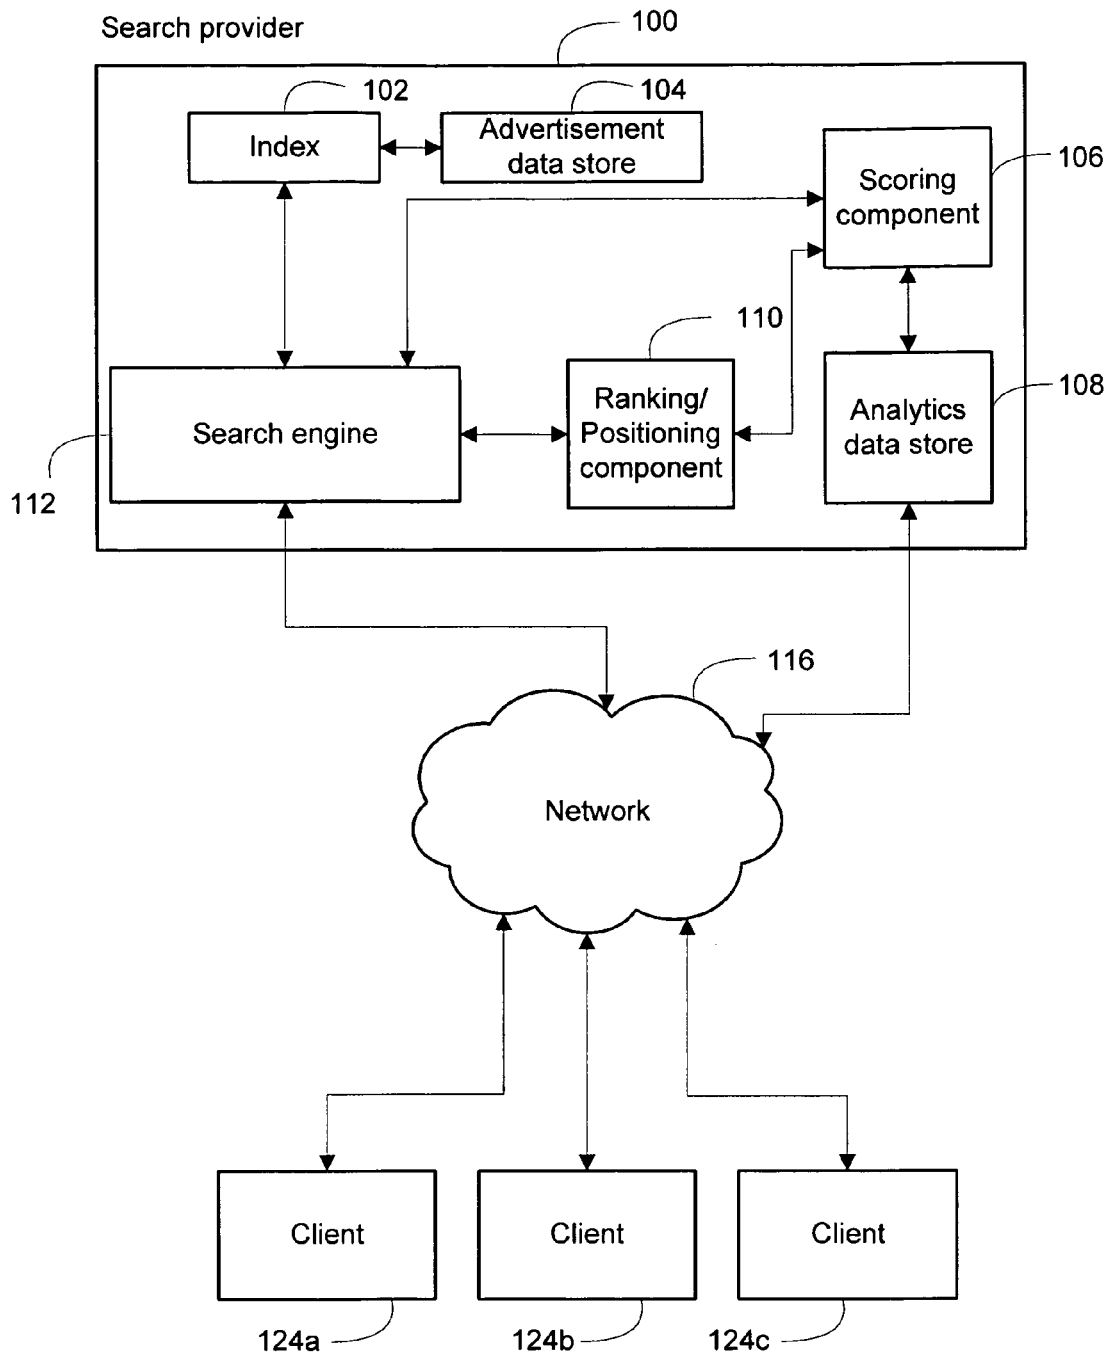 Search provider
100
102
104
Index
Advertisement
data store
106
Scoring
component
110
108
Ranking/
Positioning
component
Analytics
data store
Search engine
112
116
Network
Client
Client
Client
124a
124b
124c